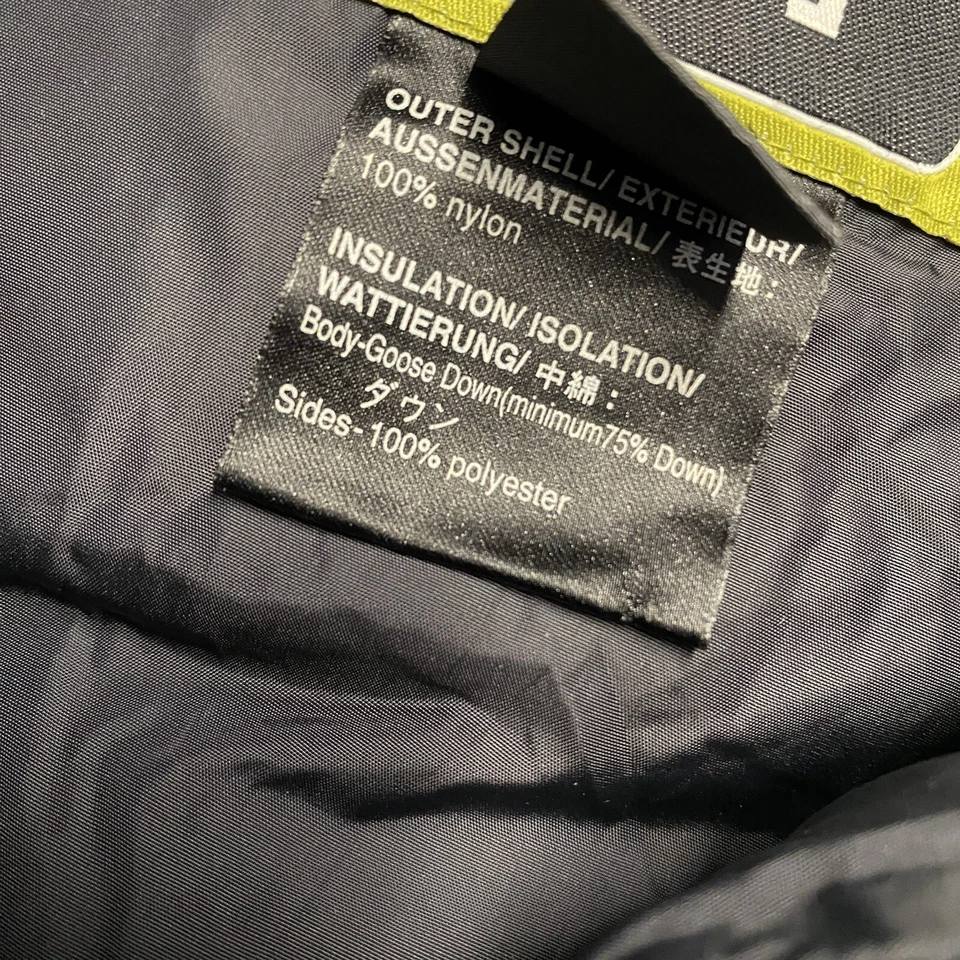 OUTER SHELL/ EXTERIEUR/
AUSSENMATERIAL/ 表生地:
100% nylon
INSULATION/ ISOLATION/
WATTIERUNG/ 中綿:
Body-Goose Down(minimum75% Down)
ダウン
Sides-100% polyester